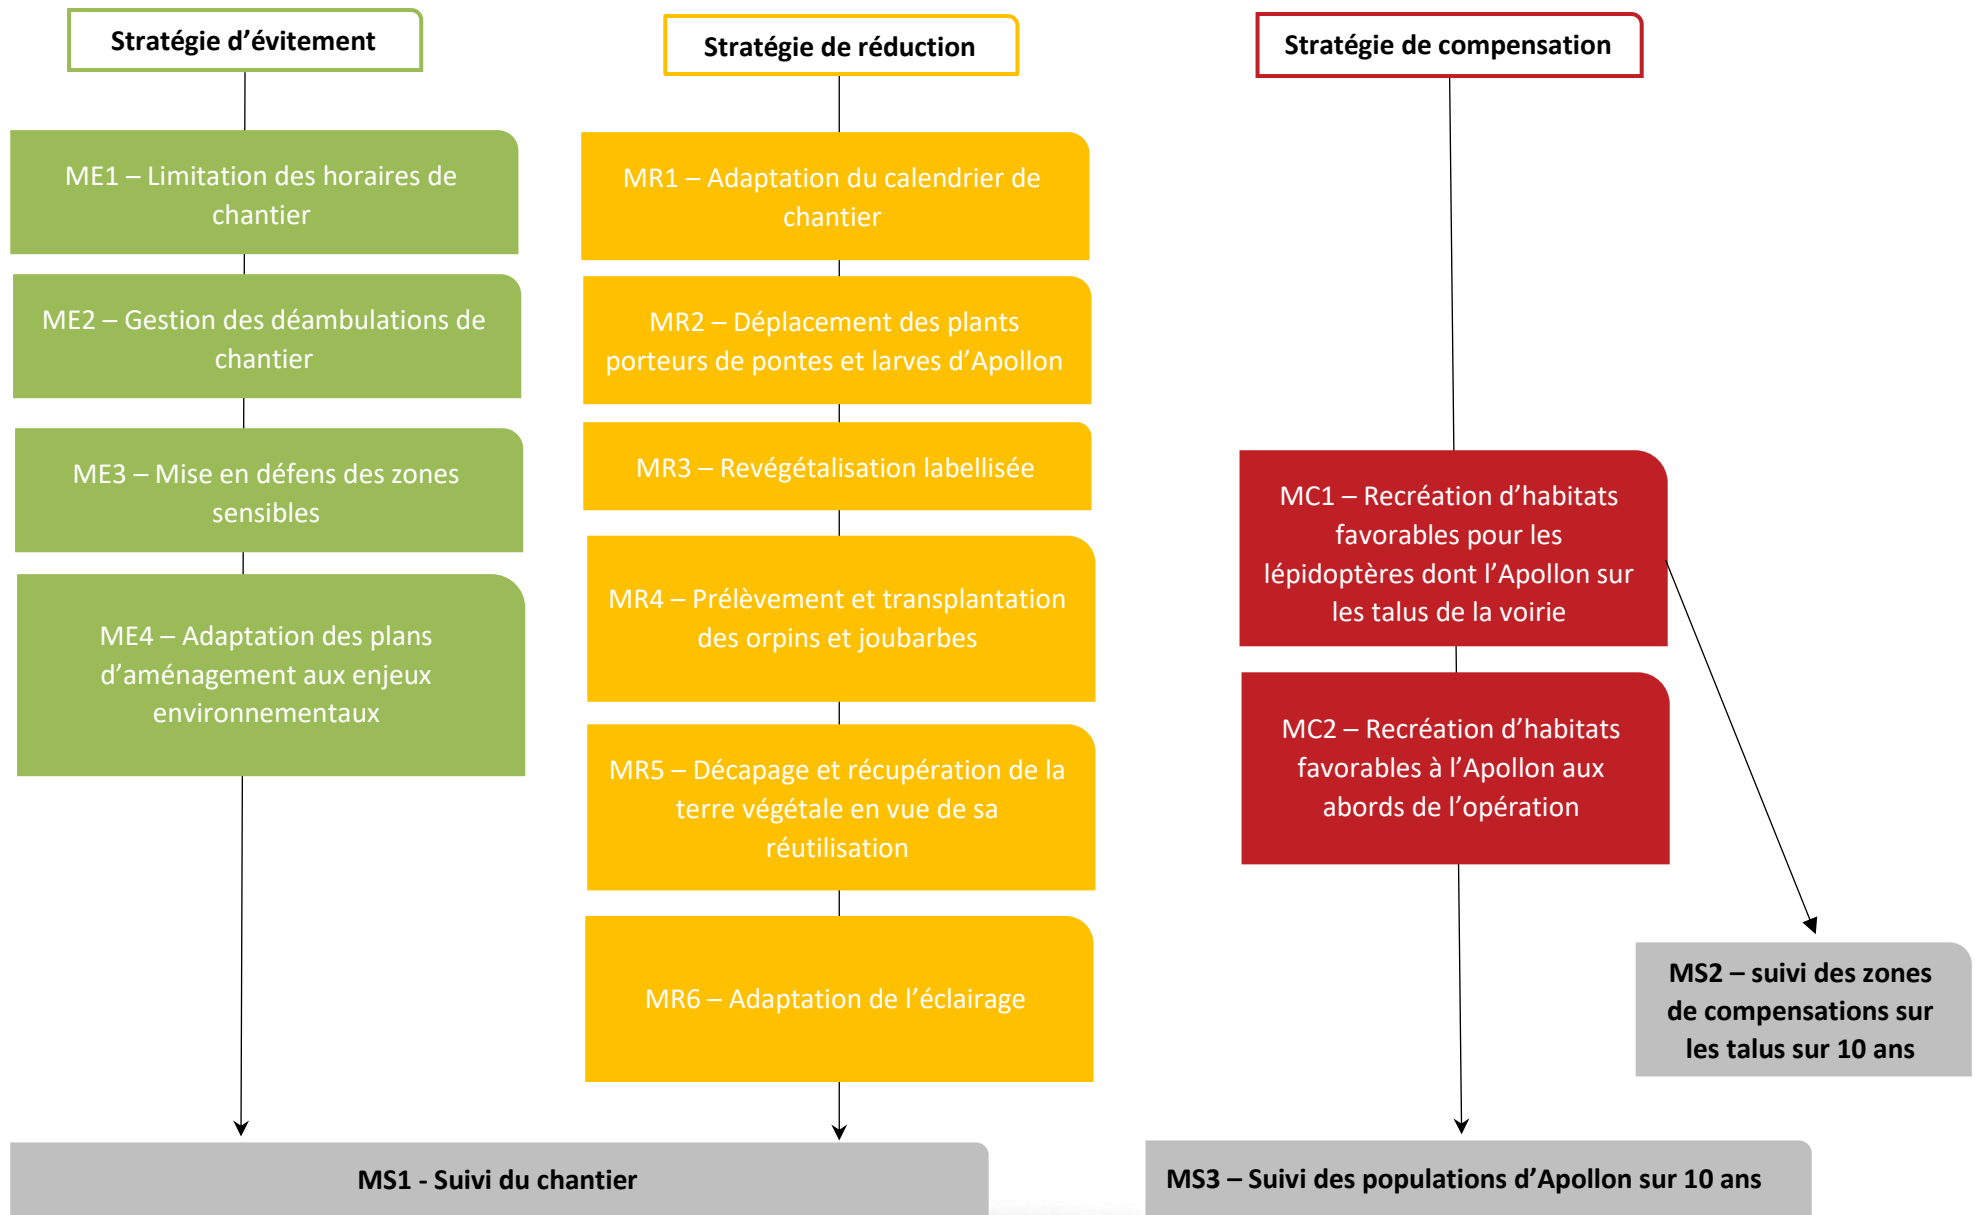 Stratégie d’évitement
ME1 – Limitation des horaires de
chantier
ME2 – Gestion des déambulations de
chantier
ME3 – Mise en défens des zones
sensibles
ME4 – Adaptation des plans
d’aménagement aux enjeux
environnementaux
Stratégie de réduction
MR1 – Adaptation du calendrier de
chantier
MR2 – Déplacement des plants
porteurs de pontes et larves d’Apollon
MR3 – Revégétalisation labellisée
MR4 – Prélèvement et transplantation
des orpins et joubarbes
MR5 – Décapage et récupération de la
terre végétale en vue de sa
réutilisation
MR6 – Adaptation de l’éclairage
MS1 - Suivi du chantier
Stratégie de compensation
MC1 – Recréation d’habitats
favorables pour les
lépidoptères dont l’Apollon sur
les talus de la voirie
MC2 – Recréation d’habitats
favorables à l’Apollon aux
abords de l’opération
MS2 – suivi des zones
de compensations sur
les talus sur 10 ans
MS3 – Suivi des populations d’Apollon sur 10 ans